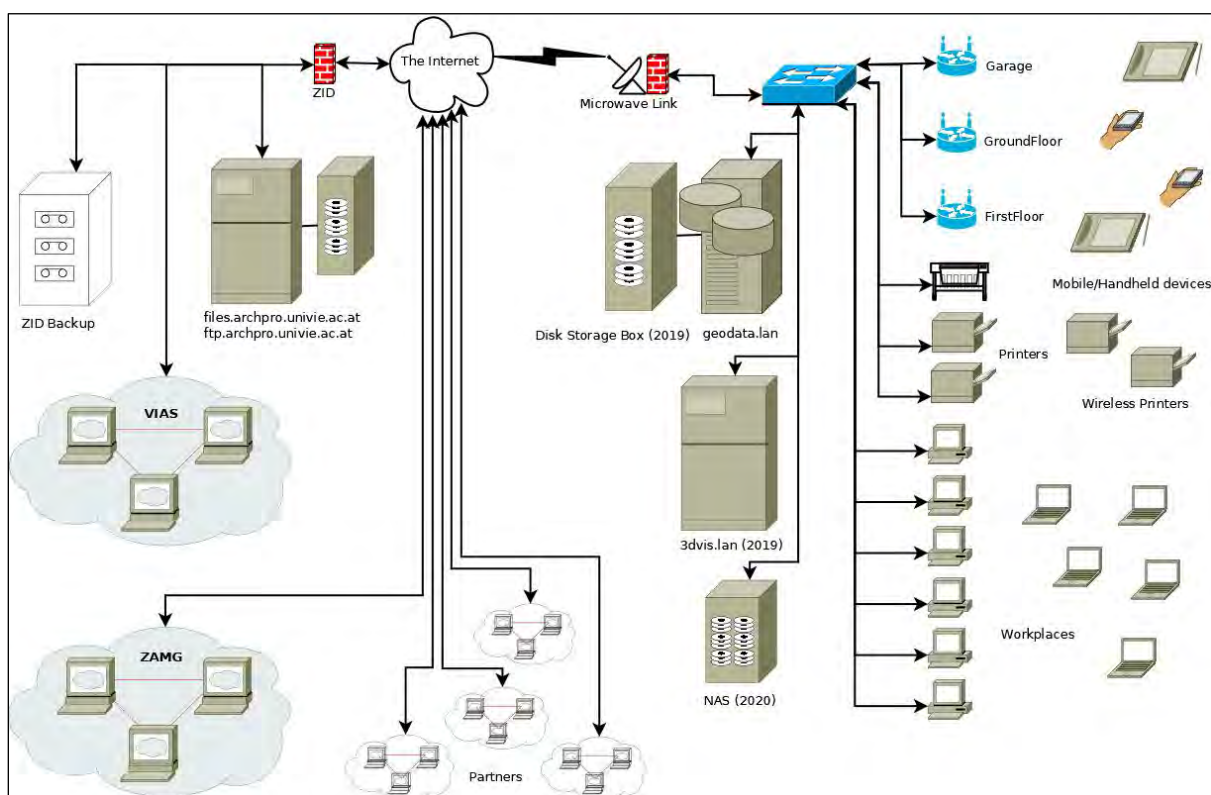 The Internet
ZID
Microwave Link
Garage
GroundFloor
FirstFloor
Mobile/Handheld devices
ZID Backup
files.archpro.univie.ac.at
ftp.archpro.univie.ac.at
Disk Storage Box (2019)
geodata.lan
Printers
Wireless Printers
VIAS
3dvis.lan (2019)
Workplaces
ZAMG
NAS (2020)
Partners